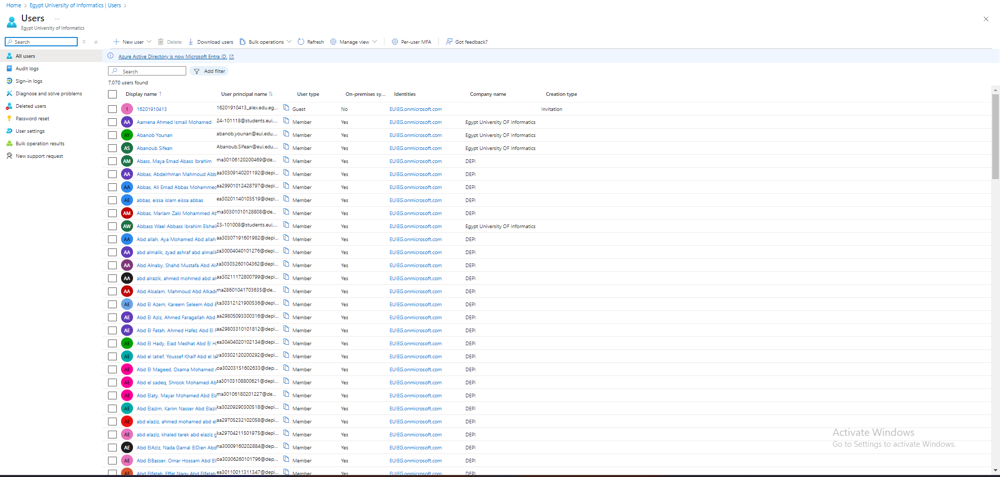 Home > Egypt University of Informatics | Users >
Users ...
Egypt University of Informatics
Search
New user
Delete
Download users
Bulk operations
Refresh
Manage view
Per-user MFA
Got feedback?
All users
Audit logs
Sign-in logs
Diagnose and solve problems
Deleted users
Password reset
User settings
Bulk operation results
New support request
Azure Active Directory is now Microsoft Entra ID.
Search
Add filter
7,070 users found
Display name ↑ User principal name ↑↓ User type On-premises sy... Identities Company name Creation type
1 16201910413 16201910413_alex.edu.eg... Guest No EUIEG.onmicrosoft.com Invitation
AA Aamena Ahmed Ismail Mohamed 24-101118@students.eui.... Member Yes EUIEG.onmicrosoft.com Egypt University OF Informatics
AY Abanob Younan abanob.younan@eui.edu.... Member Yes EUIEG.onmicrosoft.com Egypt University OF Informatics
AS Abanoub Sifean Abanoub.Sifean@eui.edu.... Member Yes EUIEG.onmicrosoft.com Egypt University OF Informatics
AM Abass, Maya Emad Abass Ibrahim ma30106120200469@de... Member Yes EUIEG.onmicrosoft.com DEPI
AA Abbas, Abdelrhman Mahmoud Abb aa30309140201192@depi... Member Yes EUIEG.onmicrosoft.com DEPI
AA Abbas, Ali Emad Abbas Mohammed aa29901012428797@depi... Member Yes EUIEG.onmicrosoft.com DEPI
AE abbas, eissa islam eissa abbas ea30201140103519@depi... Member Yes EUIEG.onmicrosoft.com DEPI
AM Abbas, Mariam Zaki Mohammed Ab ma30301010128808@de... Member Yes EUIEG.onmicrosoft.com DEPI
AW Abbass Wael Abbass Ibrahim Elshei 23-101008@students.eui.... Member Yes EUIEG.onmicrosoft.com Egypt University OF Informatics
AA Abd allah, Aya Mohamed Abd allah aa30307191601982@depi... Member Yes EUIEG.onmicrosoft.com DEPI
AA abd almalik, zyad ashraf abd almalik za30004040101276@depi... Member Yes EUIEG.onmicrosoft.com DEPI
AA Abd Alnaby, Shahd Mustafa Abd Al sa30303260104362@depi... Member Yes EUIEG.onmicrosoft.com DEPI
AA abd alrazik, ahmed mohmed abd al aa30211172800799@depi... Member Yes EUIEG.onmicrosoft.com DEPI
AA Abd Alsalam, Mahmoud Abd Alkade ma28601041703635@de... Member Yes EUIEG.onmicrosoft.com DEPI
AE Abd El Azem, Kareem Seleem Abd E ka30312121900536@depi... Member Yes EUIEG.onmicrosoft.com DEPI
AE Abd El Aziz, Ahmed Faragallah Abd aa29805093300316@depi... Member Yes EUIEG.onmicrosoft.com DEPI
AE Abd El Fatah, Ahmed Hafez Abd El F aa29803310101812@depi... Member Yes EUIEG.onmicrosoft.com DEPI
AE Abd El Hady, Eiad Medhat Abd El H ea30404020102134@depi... Member Yes EUIEG.onmicrosoft.com DEPI
AE Abd el latief, Youssef Khalf Abd el la ya30302120200292@depi... Member Yes EUIEG.onmicrosoft.com DEPI
AE Abd El Mageed, Osama Mohamed A oa30203151602633@dep... Member Yes EUIEG.onmicrosoft.com DEPI
AE Abd el sadeq, Shrook Mohamed Ab sa30103108800621@depi... Member Yes EUIEG.onmicrosoft.com DEPI
AE Abd Elaty, Mayar Mohamed Abd Ela ma30106180201227@de... Member Yes EUIEG.onmicrosoft.com DEPI
AE Abd Elazim, Karim Nasser Abd Elazi ka30209290300518@depi... Member Yes EUIEG.onmicrosoft.com DEPI
AE abd elaziz, ahmed mohamed abd el aa29705232102058@depi... Member Yes EUIEG.onmicrosoft.com DEPI
AE abd elaziz, khaled tarek abd elaziz g ka29704211501975@depi... Member Yes EUIEG.onmicrosoft.com DEPI
AE Abd ElAziz, Nada Gamal ElDien Abd na30009160202884@dep... Member Yes EUIEG.onmicrosoft.com DEPI
AE Abd ElBasser, Omar Hossam Abd El oa30306260101796@dep... Member Yes EUIEG.onmicrosoft.com DEPI
AE Abd Elfatah, Effat Nagy Abd Elfatah ea30110011311347@depi... Member Yes EUIEG.onmicrosoft.com DEPI
Activate Windows
Go to Settings to activate Windows.